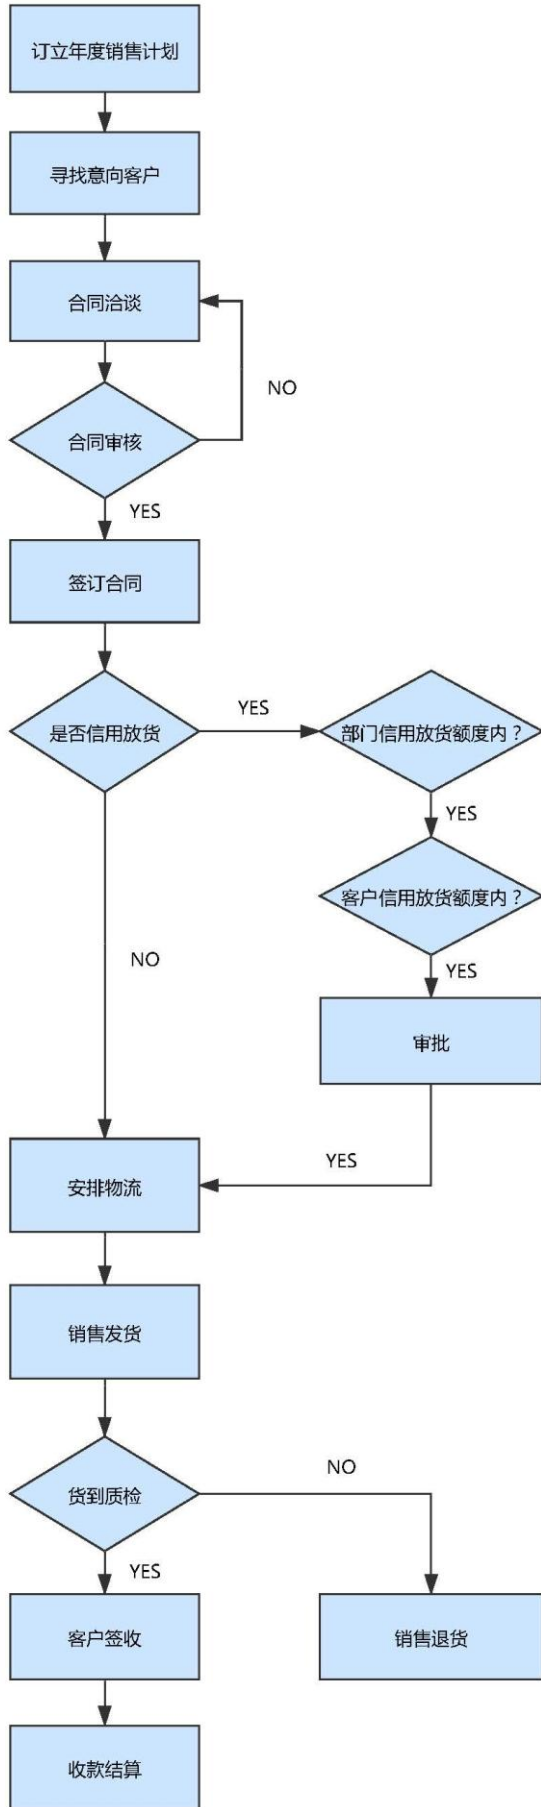 订立年度销售计划
寻找意向客户
合同洽谈
NO
合同审核
YES
签订合同
是否信用放货
YES
部门信用放货额度内？
YES
客户信用放货额度内？
NO
YES
审批
YES
安排物流
销售发货
NO
货到质检
YES
客户签收
销售退货
收款结算